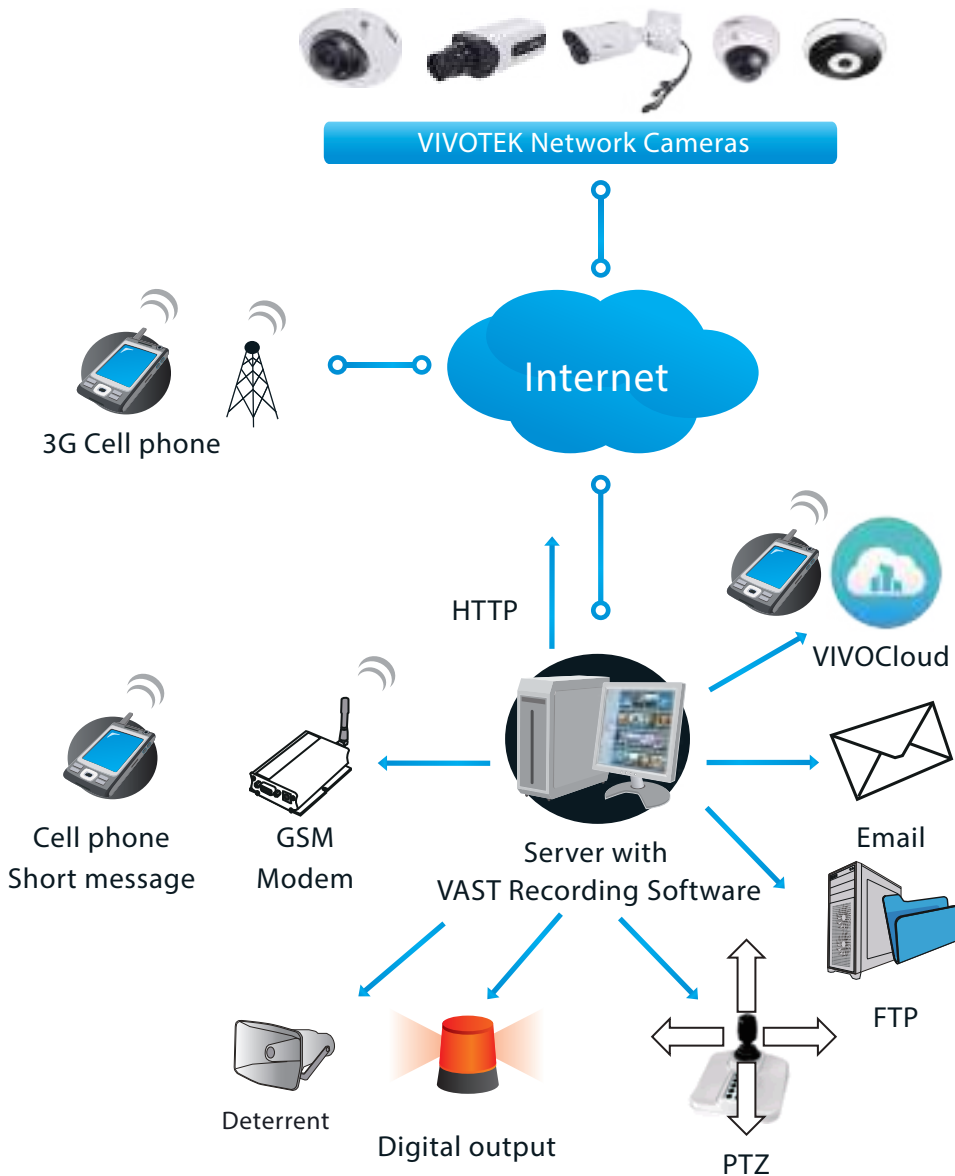 VIVOTEK Network Cameras
Internet
3G Cell phone
HTTP
VIVOCloud
Cell phone
Short message
GSM
Modem
Server with
VAST Recording Software
Email
FTP
Deterrent
Digital output
PTZ